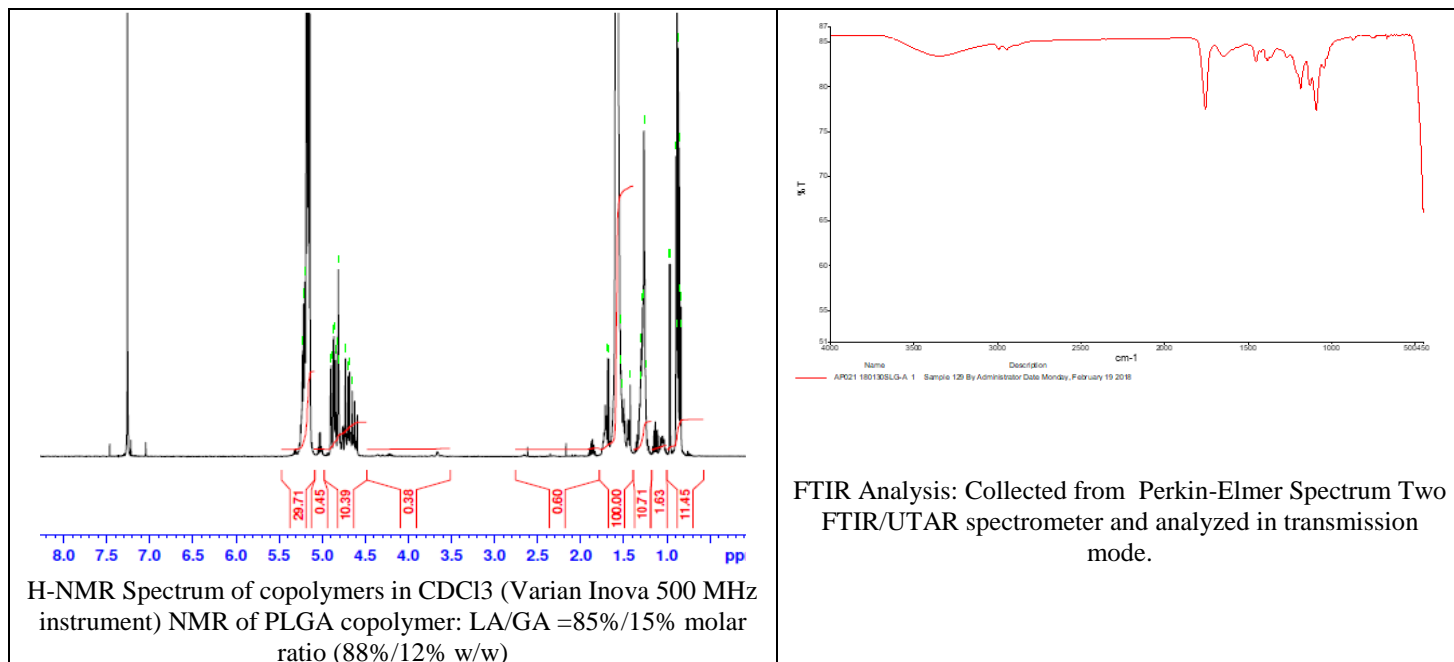 29.71
0.45
10.39
0.38
0.60
100.00
10.71
1.63
11.45
8.0 7.5 7.0 6.5 6.0 5.5 5.0 4.5 4.0 3.5 3.0 2.5 2.0 1.5 1.0 ppm
H-NMR Spectrum of copolymers in CDCl3 (Varian Inova 500 MHz
instrument) NMR of PLGA copolymer: LA/GA =85%/15% molar
ratio (88%/12% w/w)
87
85
80
75
70
65
60
55
51
%T
4000 3500 3000 2500 2000 1500 1000 500450
cm-1
Name Description
AP021 180130SLG-A 1 Sample 129 By Administrator Date Monday, February 19 2018
FTIR Analysis: Collected from Perkin-Elmer Spectrum Two
FTIR/UTAR spectrometer and analyzed in transmission
mode.